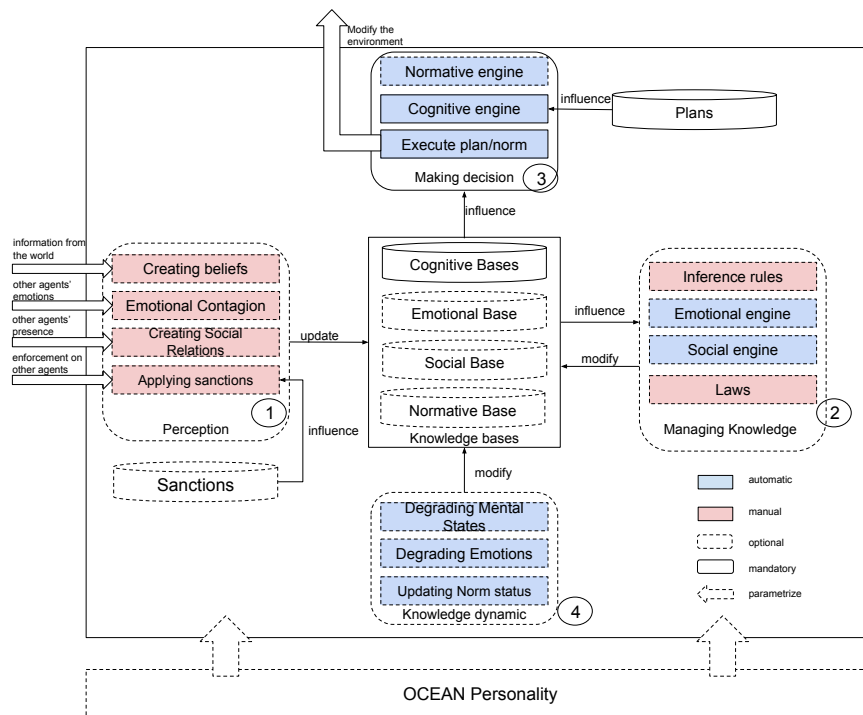 Modify the
environment
Normative engine
Cognitive engine
Execute plan/norm
Making decision
3
influence
Plans
influence
information from
the world
other agents'
emotions
other agents'
presence
enforcement on
other agents
Creating beliefs
Emotional Contagion
Creating Social
Relations
Applying sanctions
1
Perception
update
influence
Sanctions
Cognitive Bases
Emotional Base
Social Base
Normative Base
Knowledge bases
influence
modify
Inference rules
Emotional engine
Social engine
Laws
2
Managing Knowledge
modify
Degrading Mental
States
Degrading Emotions
Updating Norm status
Knowledge dynamic
4
automatic
manual
optional
mandatory
parametrize
OCEAN Personality